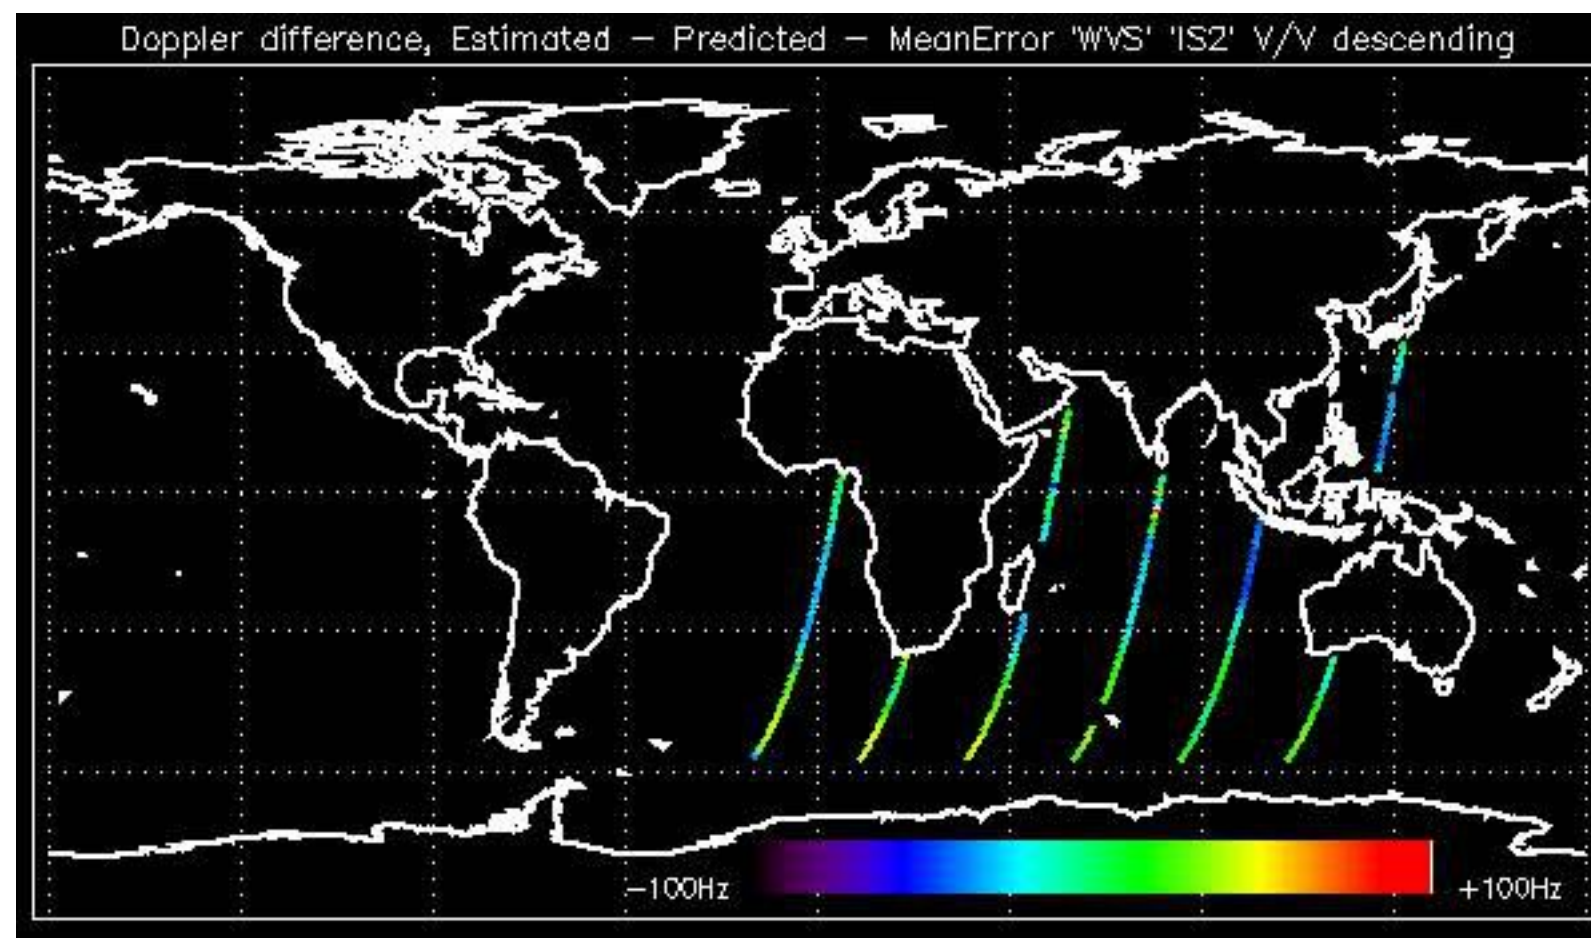 Doppler difference, Estimated — Predicted — MeanError 'WVS' 'IS2' V/V descending
−100Hz +100Hz